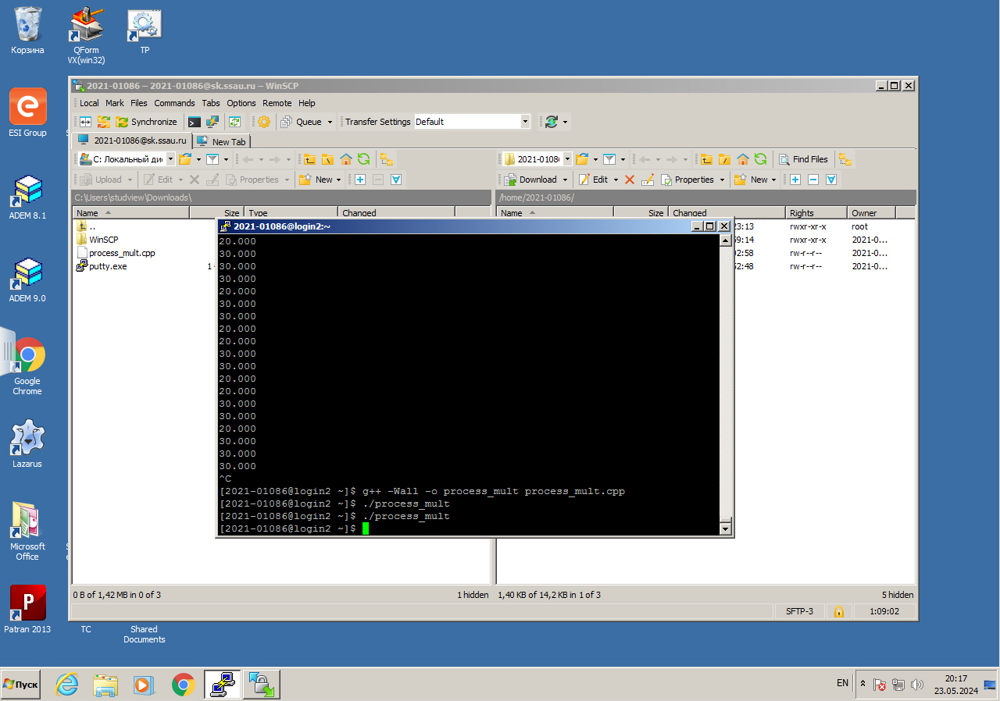 Корзина
QForm
VX(win32)
TP
ESI Group
ADEM 8.1
ADEM 9.0
Google
Chrome
Lazarus
Microsoft
Office
Patran 2013
TC
Shared
Documents
2021-01086 – 2021-01086@sk.ssau.ru – WinSCP
Local Mark Files Commands Tabs Options Remote Help
Synchronize Queue Transfer Settings Default
2021-01086@sk.ssau.ru New Tab
C: Локальный дис
Upload Edit Properties New
C:\Users\studview\Downloads\
Name Size Type Changed
..
WinSCP
process_mult.cpp
putty.exe 1
2021-0108 Find Files
Download Edit Properties New
/home/2021-01086/
Name Size Changed Rights Owner
23:13 rwxr-xr-x root
59:14 rwxr-xr-x 2021-0...
02:58 rw-r--r-- 2021-0...
52:48 rw-r--r-- 2021-0...
2021-01086@login2:~
20.000
30.000
30.000
30.000
20.000
30.000
30.000
20.000
20.000
30.000
30.000
20.000
20.000
30.000
30.000
20.000
30.000
30.000
30.000
^C
[2021-01086@login2 ~]$ g++ -Wall -o process_mult process_mult.cpp
[2021-01086@login2 ~]$ ./process_mult
[2021-01086@login2 ~]$ ./process_mult
[2021-01086@login2 ~]$
0 B of 1,42 MB in 0 of 3 1 hidden
1,40 KB of 14,2 KB in 1 of 3 5 hidden
SFTP-3 1:09:02
Пуск
EN
20:17
23.05.2024